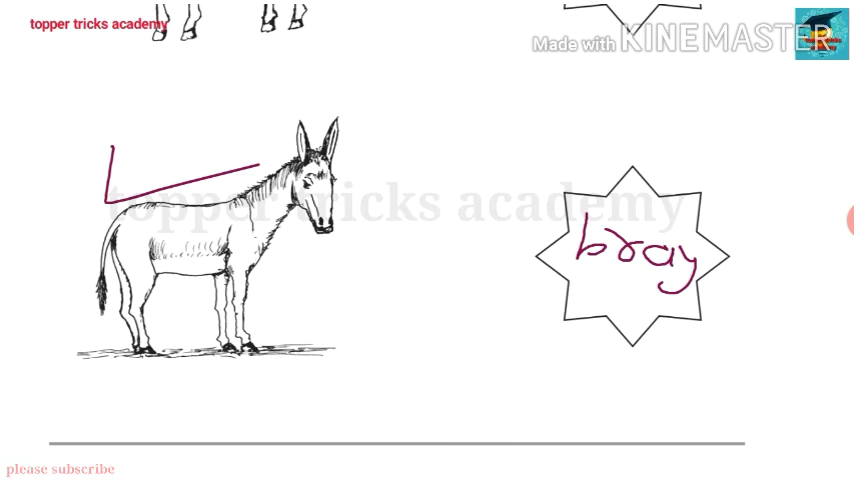 topper tricks academy
Made with KINEMASTER
topper tricks academy
bray
please subscribe